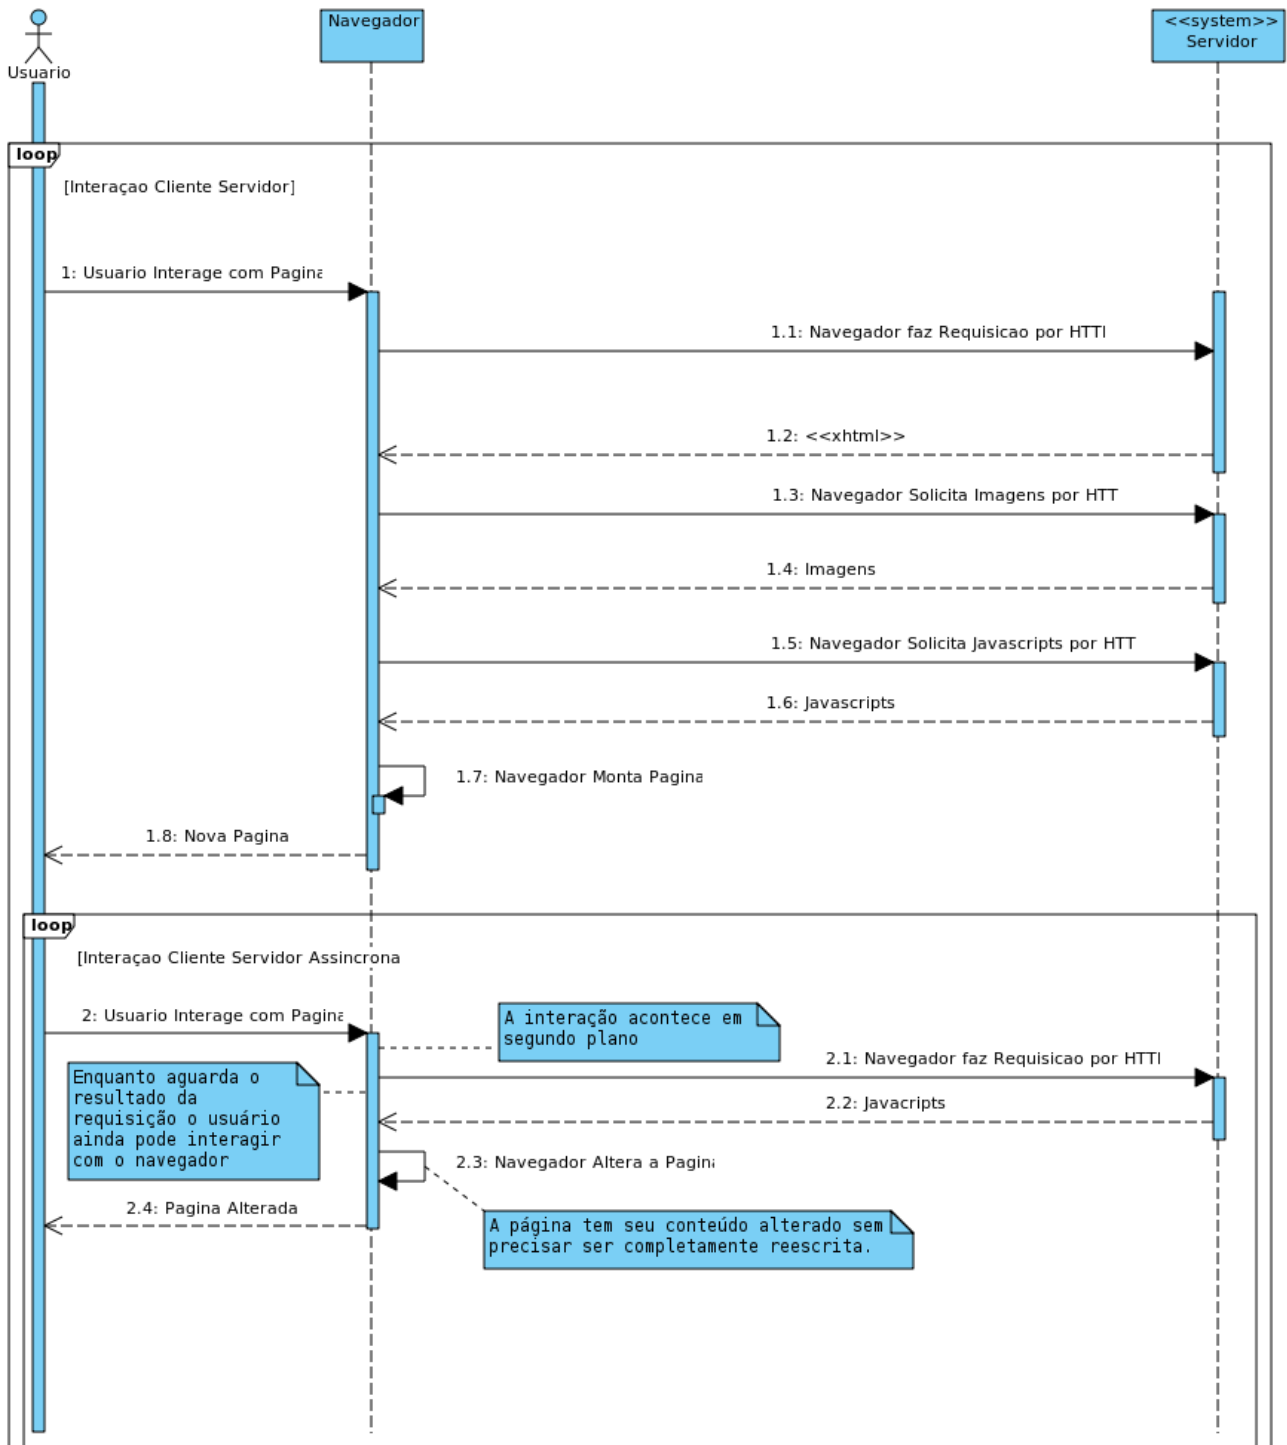 Usuario
Navegador
<<system>>
Servidor
loop
[Interaçao Cliente Servidor]
1: Usuario Interage com Pagina
1.1: Navegador faz Requisicao por HTTI
1.2: <<xhtml>>
1.3: Navegador Solicita Imagens por HTT
1.4: Imagens
1.5: Navegador Solicita Javascripts por HTT
1.6: Javascripts
1.7: Navegador Monta Pagina
1.8: Nova Pagina
loop
[Interaçao Cliente Servidor Assincrona
2: Usuario Interage com Pagina
A interação acontece em
segundo plano
2.1: Navegador faz Requisicao por HTTI
Enquanto aguarda o
resultado da
requisição o usuário
ainda pode interagir
com o navegador
2.2: Javacripts
2.3: Navegador Altera a Pagina
2.4: Pagina Alterada
A página tem seu conteúdo alterado sem
precisar ser completamente reescrita.